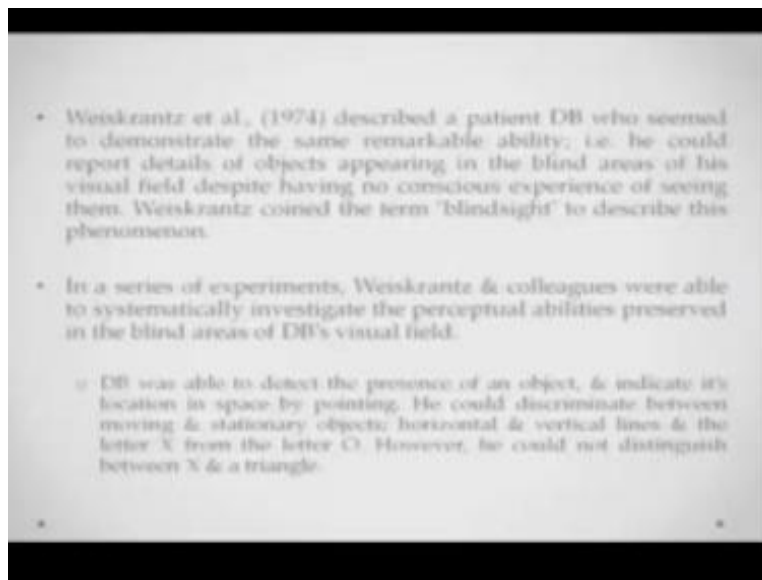 • Weiskrantz et al., (1974) described a patient DB who seemed
to demonstrate the same remarkable ability; i.e. he could
report details of objects appearing in the blind areas of his
visual field despite having no conscious experience of seeing
them. Weiskrantz coined the term 'blindsight' to describe this
phenomenon.
• In a series of experiments, Weiskrantz & colleagues were able
to systematically investigate the perceptual abilities preserved
in the blind areas of DB's visual field.
o DB was able to detect the presence of an object, & indicate it's
location in space by pointing. He could discriminate between
moving & stationary objects; horizontal & vertical lines & the
letter X from the letter O. However, he could not distinguish
between X & a triangle.